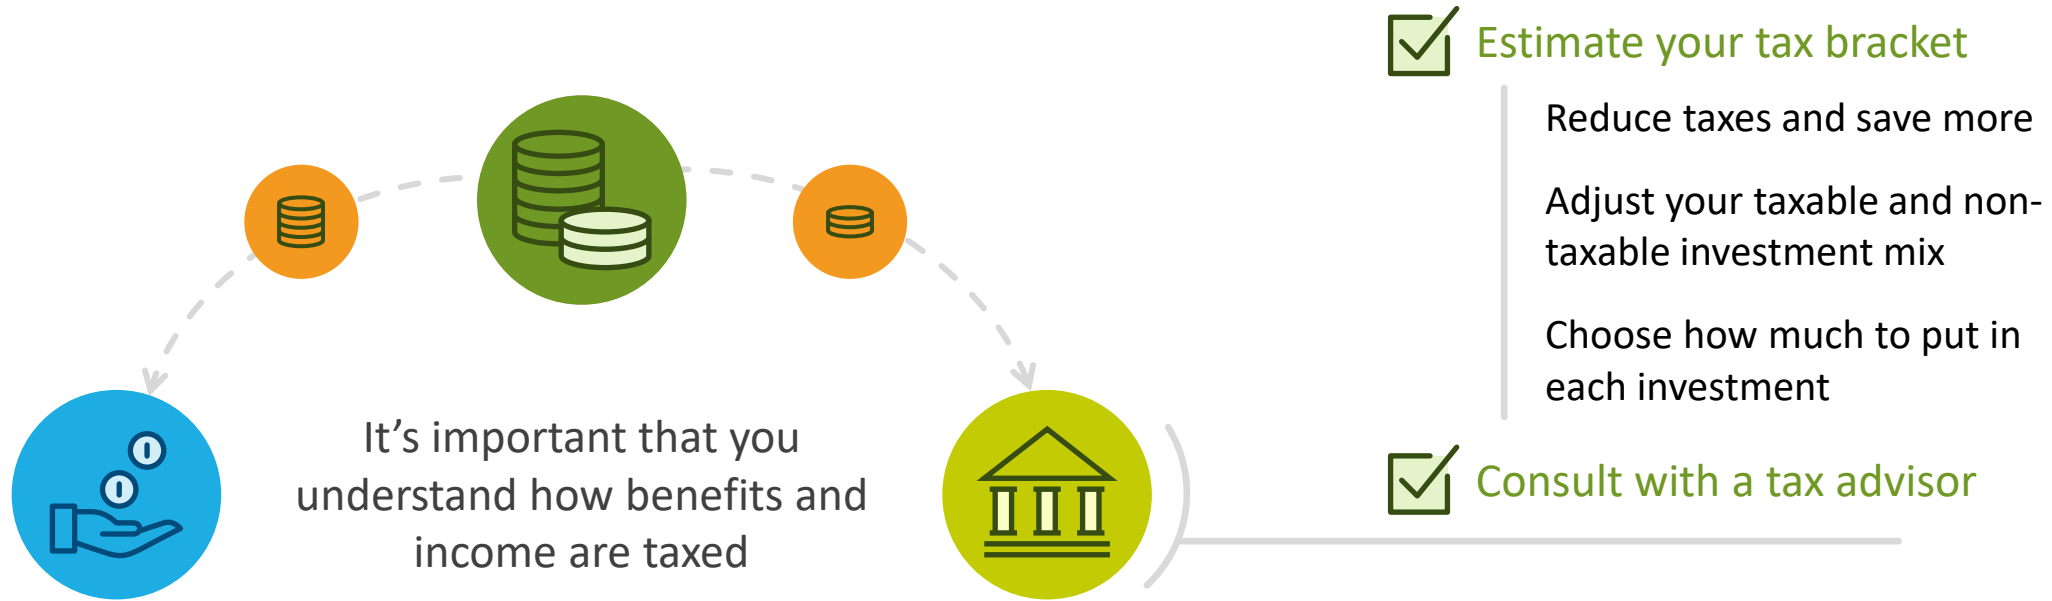 It’s important that you
understand how benefits and
income are taxed
Estimate your tax bracket
Reduce taxes and save more
Adjust your taxable and non-
taxable investment mix
Choose how much to put in
each investment
Consult with a tax advisor